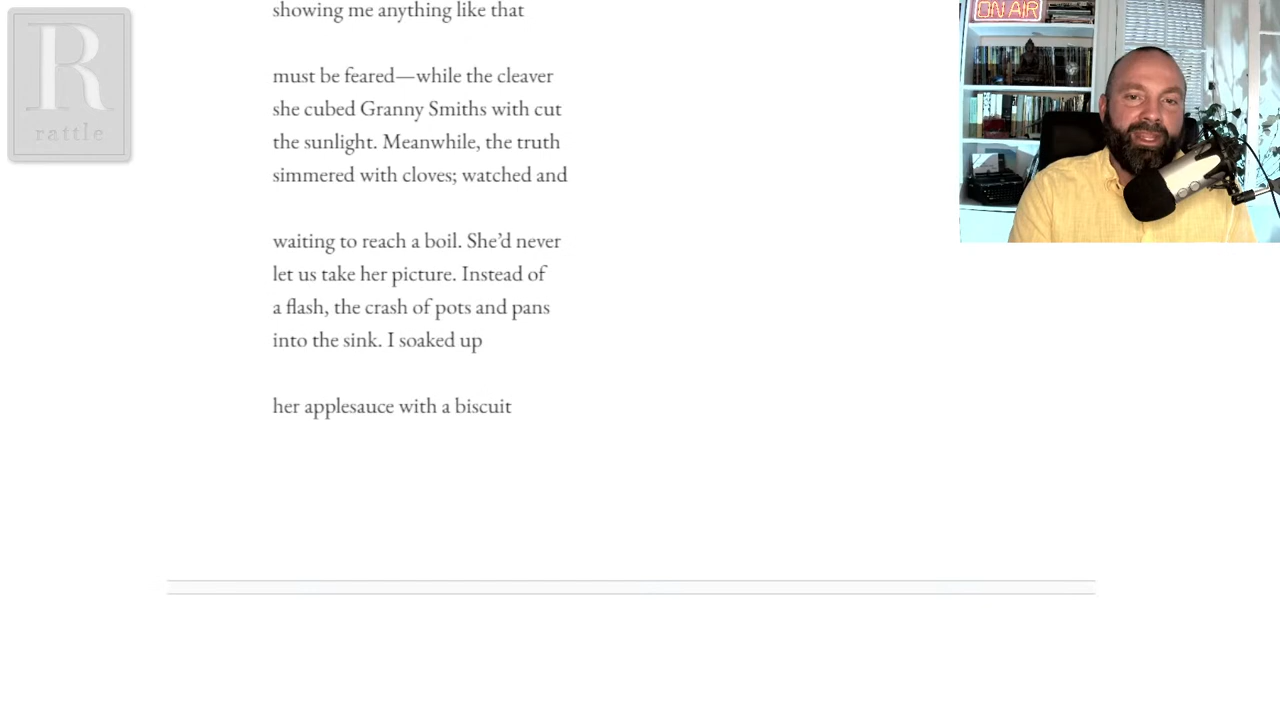 showing me anything like that
must be feared—while the cleaver
she cubed Granny Smiths with cut
the sunlight. Meanwhile, the truth
simmered with cloves; watched and
waiting to reach a boil. She’d never
let us take her picture. Instead of
a flash, the crash of pots and pans
into the sink. I soaked up
her applesauce with a biscuit
R
rattle
ON AIR